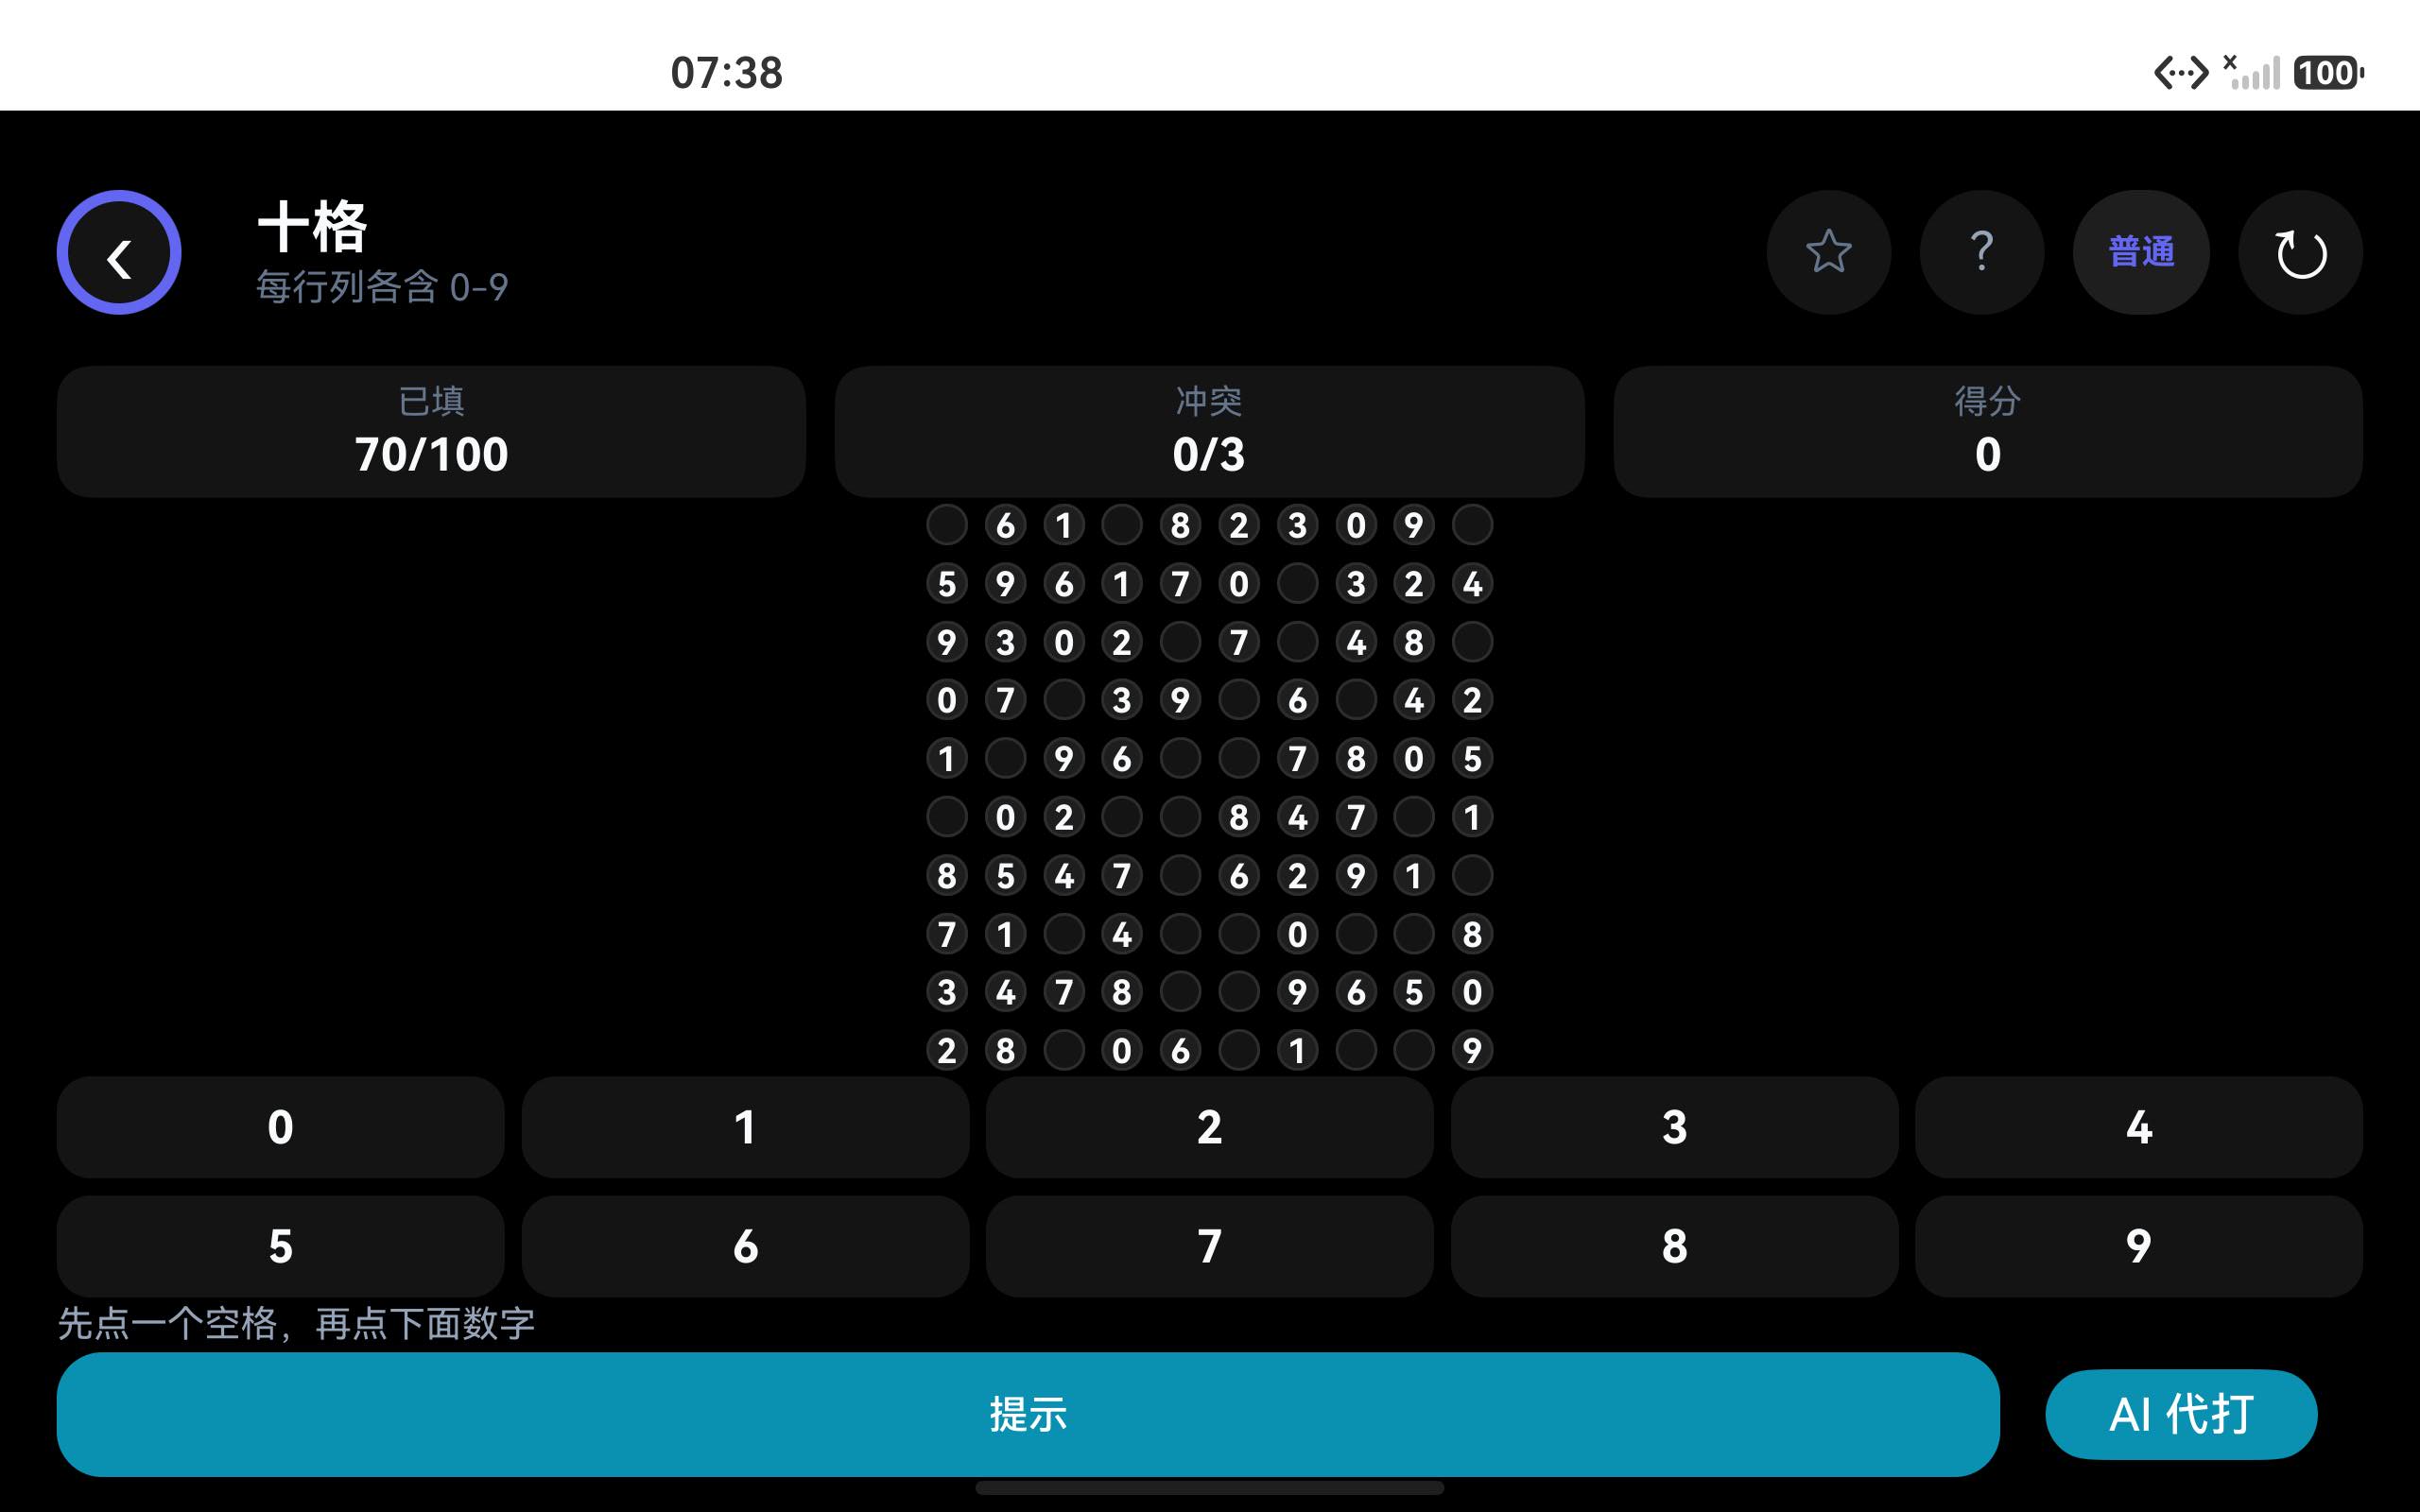 07:38
100
十格
每行列各含 0-9
?
普通
已填
70/100
冲突
0/3
得分
0
6 1 8 2 3 0 9
5 9 6 1 7 0 3 2 4
9 3 0 2 7 4 8
0 7 3 9 6 4 2
1 9 6 7 8 0 5
0 2 8 4 7 1
8 5 4 7 6 2 9 1
7 1 4 0 8
3 4 7 8 9 6 5 0
2 8 0 6 1 9
0 1 2 3 4
5 6 7 8 9
先点一个空格，再点下面数字
提示
AI 代打